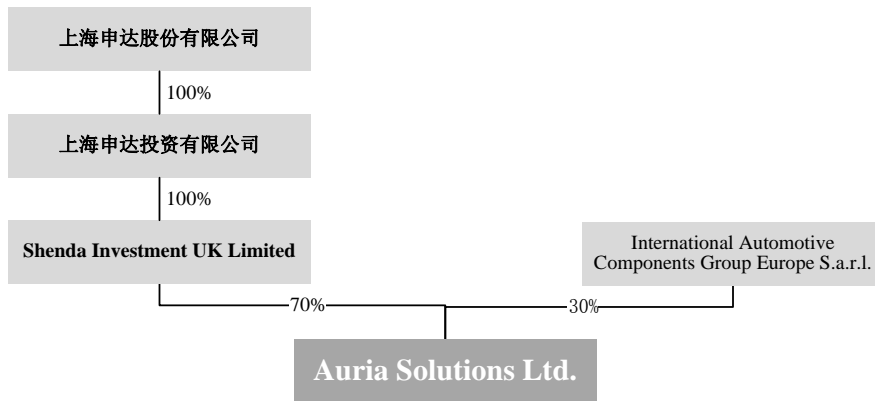 上海申达股份有限公司
100%
上海申达投资有限公司
100%
Shenda Investment UK Limited
International Automotive
Components Group Europe S.a.r.l.
70%
30%
Auria Solutions Ltd.